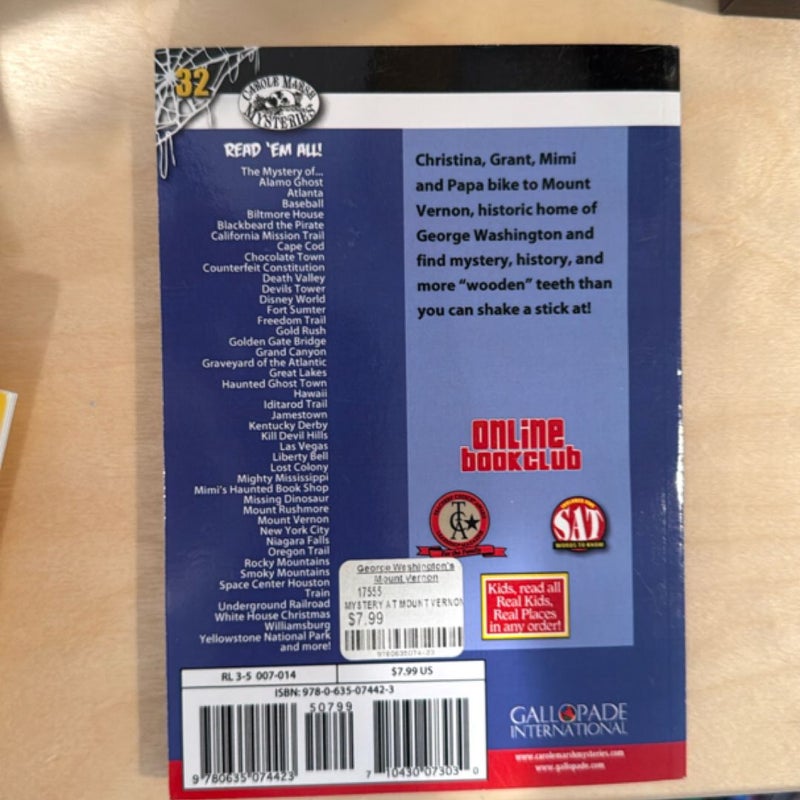 32
CAROLE MARSH
MYSTERIES
READ 'EM ALL!
The Mystery of...
Alamo Ghost
Atlanta
Baseball
Biltmore House
Blackbeard the Pirate
California Mission Trail
Cape Cod
Chocolate Town
Counterfeit Constitution
Death Valley
Devils Tower
Disney World
Fort Sumter
Freedom Trail
Gold Rush
Golden Gate Bridge
Grand Canyon
Graveyard of the Atlantic
Great Lakes
Haunted Ghost Town
Hawaii
Iditarod Trail
Jamestown
Kentucky Derby
Kill Devil Hills
Las Vegas
Liberty Bell
Lost Colony
Mighty Mississippi
Mimi's Haunted Book Shop
Missing Dinosaur
Mount Rushmore
Mount Vernon
New York City
Niagara Falls
Oregon Trail
Rocky Mountains
Smoky Mountains
Space Center Houston
Train
Underground Railroad
White House Christmas
Williamsburg
Yellowstone National Park
and more!
Christina, Grant, Mimi
and Papa bike to Mount
Vernon, historic home of
George Washington and
find mystery, history, and
more "wooden" teeth than
you can shake a stick at!
ONLINE
BOOKCLUB
TCA
SAT
WORDS TO KNOW
George Washington's
Mount Vernon
17555
MYSTERY AT MOUNT VERNON
$7.99
Kids, read all
Real Kids,
Real Places
in any order!
RL 3-5 007-014
$7.99 US
ISBN: 978-0-635-07442-3
50799
9 780635 074423
7 10430 07303 0
GALLOPADE
INTERNATIONAL
www.carolemarshmysteries.com
www.gallopade.com